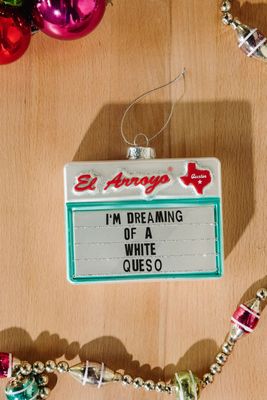 El Arroyo®
Austin
I'M DREAMING
OF A
WHITE
QUESO